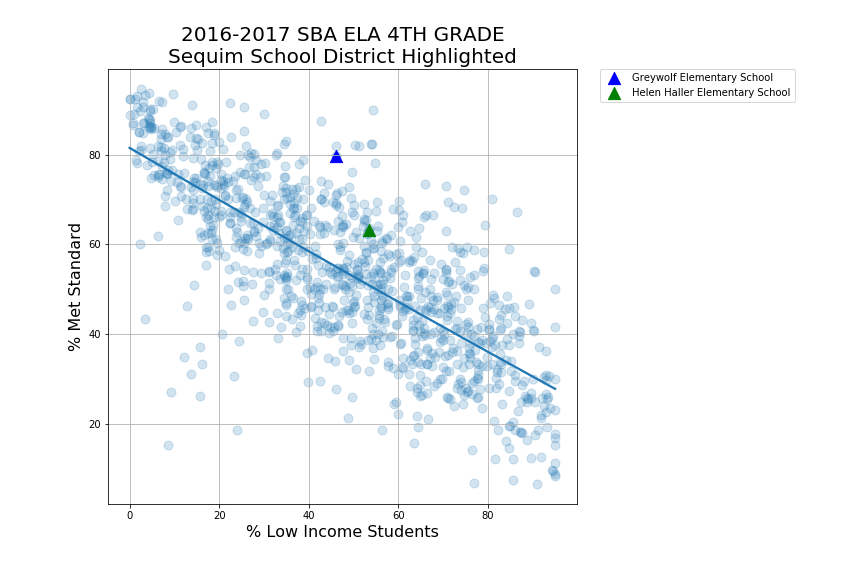 2016-2017 SBA ELA 4TH GRADE
Sequim School District Highlighted
Greywolf Elementary School
Helen Haller Elementary School
% Met Standard
80
60
40
20
0 20 40 60 80
% Low Income Students